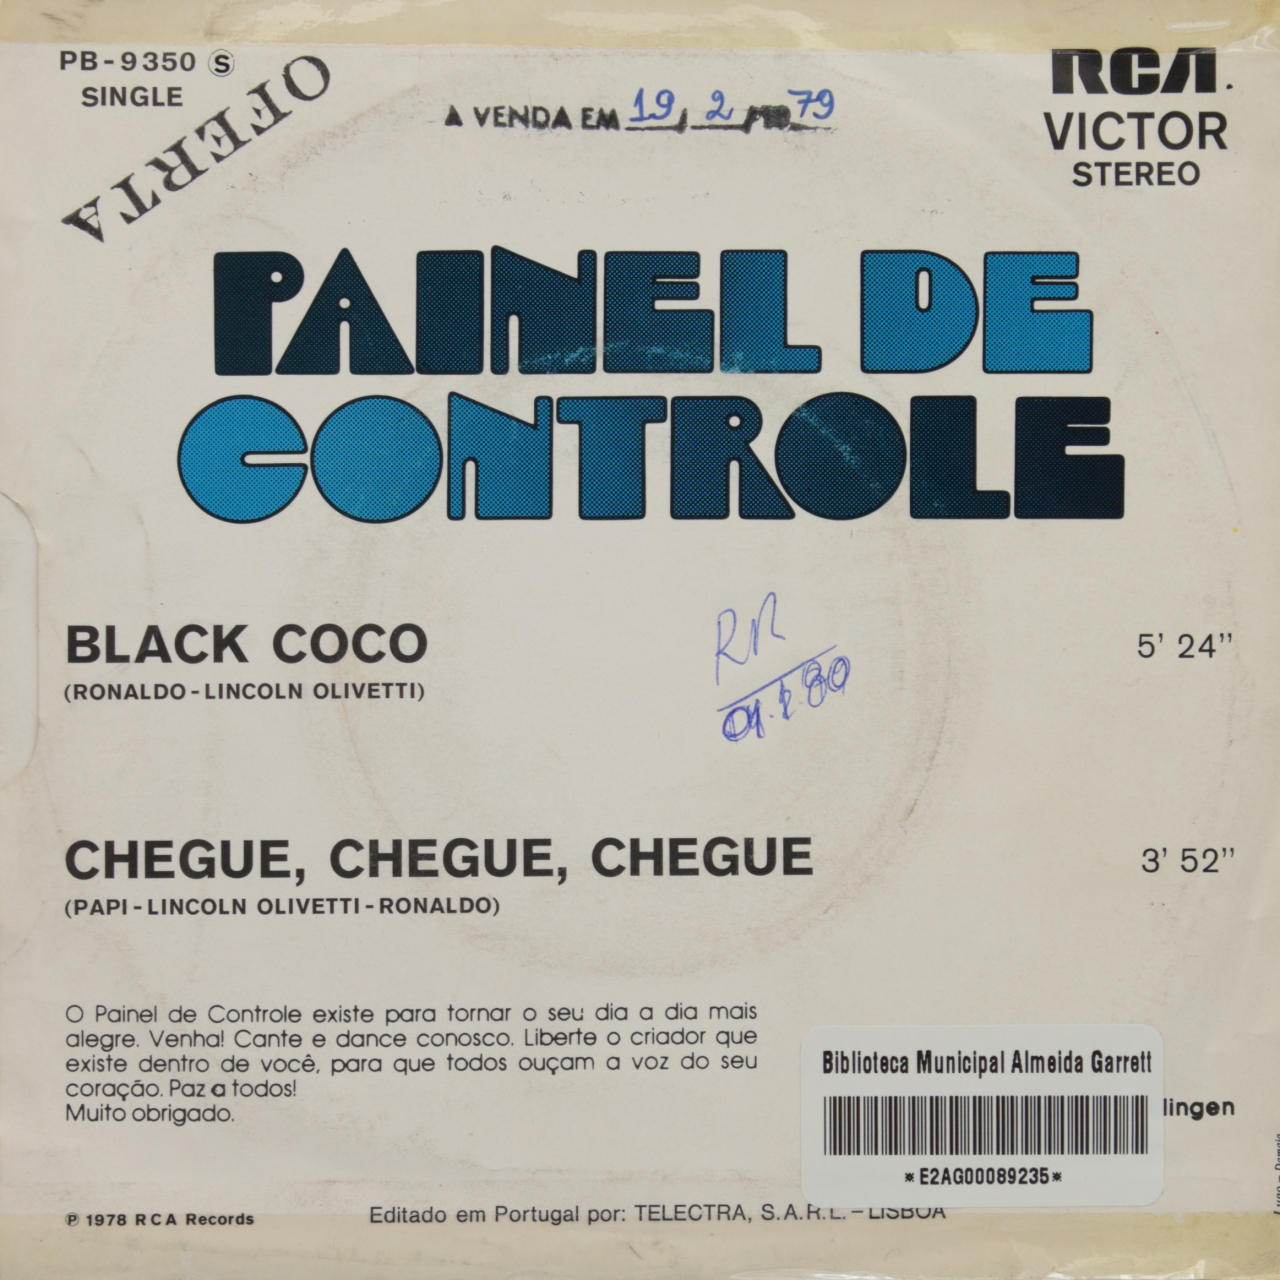 PB-9350 Ⓢ
SINGLE
OFERTA
A VENDA EM 19 / 2 / 79
RCA.
VICTOR
STEREO
PAINEL DE
CONTROLE
BLACK COCO 5' 24"
(RONALDO - LINCOLN OLIVETTI)
RR
CHEGUE, CHEGUE, CHEGUE 3' 52"
(PAPI - LINCOLN OLIVETTI - RONALDO)
O Painel de Controle existe para tornar o seu dia a dia mais
alegre. Venha! Cante e dance conosco. Liberte o criador que
existe dentro de você, para que todos ouçam a voz do seu
coração. Paz a todos!
Muito obrigado.
Biblioteca Municipal Almeida Garrett
lingen
*E2AG00089235*
℗ 1978 RCA Records
Editado em Portugal por: TELECTRA, S.A.R.L. – LISBOA